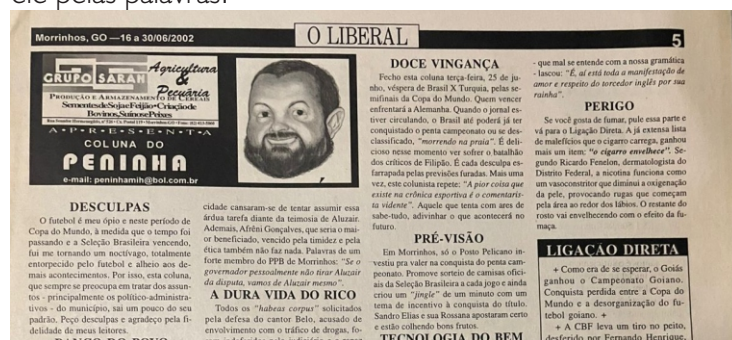 ele pelas palavras.
Morrinhos, GO —16 a 30/06/2002
O LIBERAL
5
GRUPO SARAH
Agricultura
&
Pecuária
PRODUÇÃO E ARMAZENAMENTO DE CEREAIS
Sementes de Soja e Feijão • Criação de
Bovinos, Suínos e Peixes
A • P • R • E • S • E • N • T • A
COLUNA DO
PENINHA
e-mail: peninhamih@bol.com.br
DESCULPAS
O futebol é meu ópio e neste período de
Copa do Mundo, à medida que o tempo foi
passando e a Seleção Brasileira vencendo,
fui me tornando um noctívago, totalmente
entorpecido pelo futebol e alheio aos de-
mais acontecimentos. Por isso, esta coluna,
que sempre se preocupa em tratar dos assun-
tos - principalmente os político-administra-
tivos - do município, sai um pouco do seu
padrão. Peço desculpas e agradeço pela fi-
delidade de meus leitores.
cidade cansaram-se de tentar assumir essa
árdua tarefa diante da teimosia de Aluzair.
Ademais, Afrêni Gonçalves, que seria o mai-
or beneficiado, vencido pela timidez e pela
ética também não faz nada. Palavras de um
forte membro do PPB de Morrinhos: "Se o
governador pessoalmente não tirar Aluzair
da disputa, vamos de Aluzair mesmo".
A DURA VIDA DO RICO
Todos os "habeas corpus" solicitados
pela defesa do cantor Belo, acusado de
envolvimento com o tráfico de drogas, fo-
DOCE VINGANÇA
Fecho esta coluna terça-feira, 25 de ju-
nho, véspera de Brasil X Turquia, pelas se-
mifinais da Copa do Mundo. Quem vencer
enfrentará a Alemanha. Quando o jornal es-
tiver circulando, o Brasil até poderá já ter
conquistado o penta campeonato ou se des-
classificado, "morrendo na praia". É deli-
cioso nesse momento ver sofrer o batalhão
dos críticos de Filipão. É cada desculpa es-
farrapada pelas previsões furadas. Mais uma
vez, este colunista repete: "A pior coisa que
existe na crônica esportiva é o comentaris-
ta vidente". Aquele que tenta com ares de
sabe-tudo, adivinhar o que acontecerá no
futuro.
PRÉ-VISÃO
Em Morrinhos, só o Posto Pelicano in-
vestiu pra valer na conquista do penta cam-
peonato. Promove sorteio de camisas ofici-
ais da Seleção Brasileira a cada jogo e ainda
criou um "jingle" de um minuto com um
tema de incentivo à conquista do título.
Sandro Elias e sua Rossana apostaram certo
e estão colhendo bons frutos.
TECNOLOGIA DO BEM
- que mal se entende com a nossa gramática
- lascou: "É, aí está toda a manifestação de
amor e respeito do torcedor inglês por sua
rainha".
PERIGO
Se você gosta de fumar, pule essa parte e
vá para o Ligação Direta. A já extensa lista
de malefícios que o cigarro carrega, ganhou
mais um item: "o cigarro envelhece". Se-
gundo Ricardo Fenelon, dermatologista do
Distrito Federal, a nicotina funciona como
um vasoconstritor que diminui a oxigenação
da pele, provocando rugas que começam
pela área ao redor dos lábios. O restante do
rosto vai envelhecendo com o efeito da fu-
maça.
LIGAÇÃO DIRETA
+ Como era de se esperar, o Goiás
ganhou o Campeonato Goiano.
Conquista perdida entre a Copa do
Mundo e a desorganização do fu-
tebol goiano. +
+ A CBF leva um tiro no peito,
desferido por Fernando Henrique,